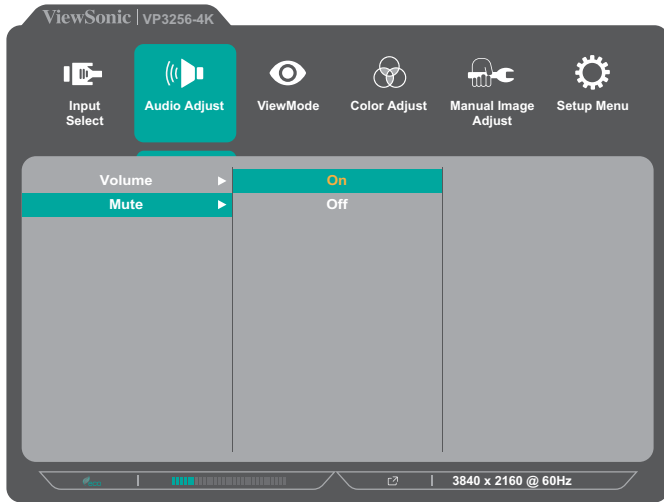 ViewSonic | VP3256-4K
Input
Select
Audio Adjust
ViewMode
Color Adjust
Manual Image
Adjust
Setup Menu
Volume
On
Mute
Off
eco
3840 x 2160 @ 60Hz